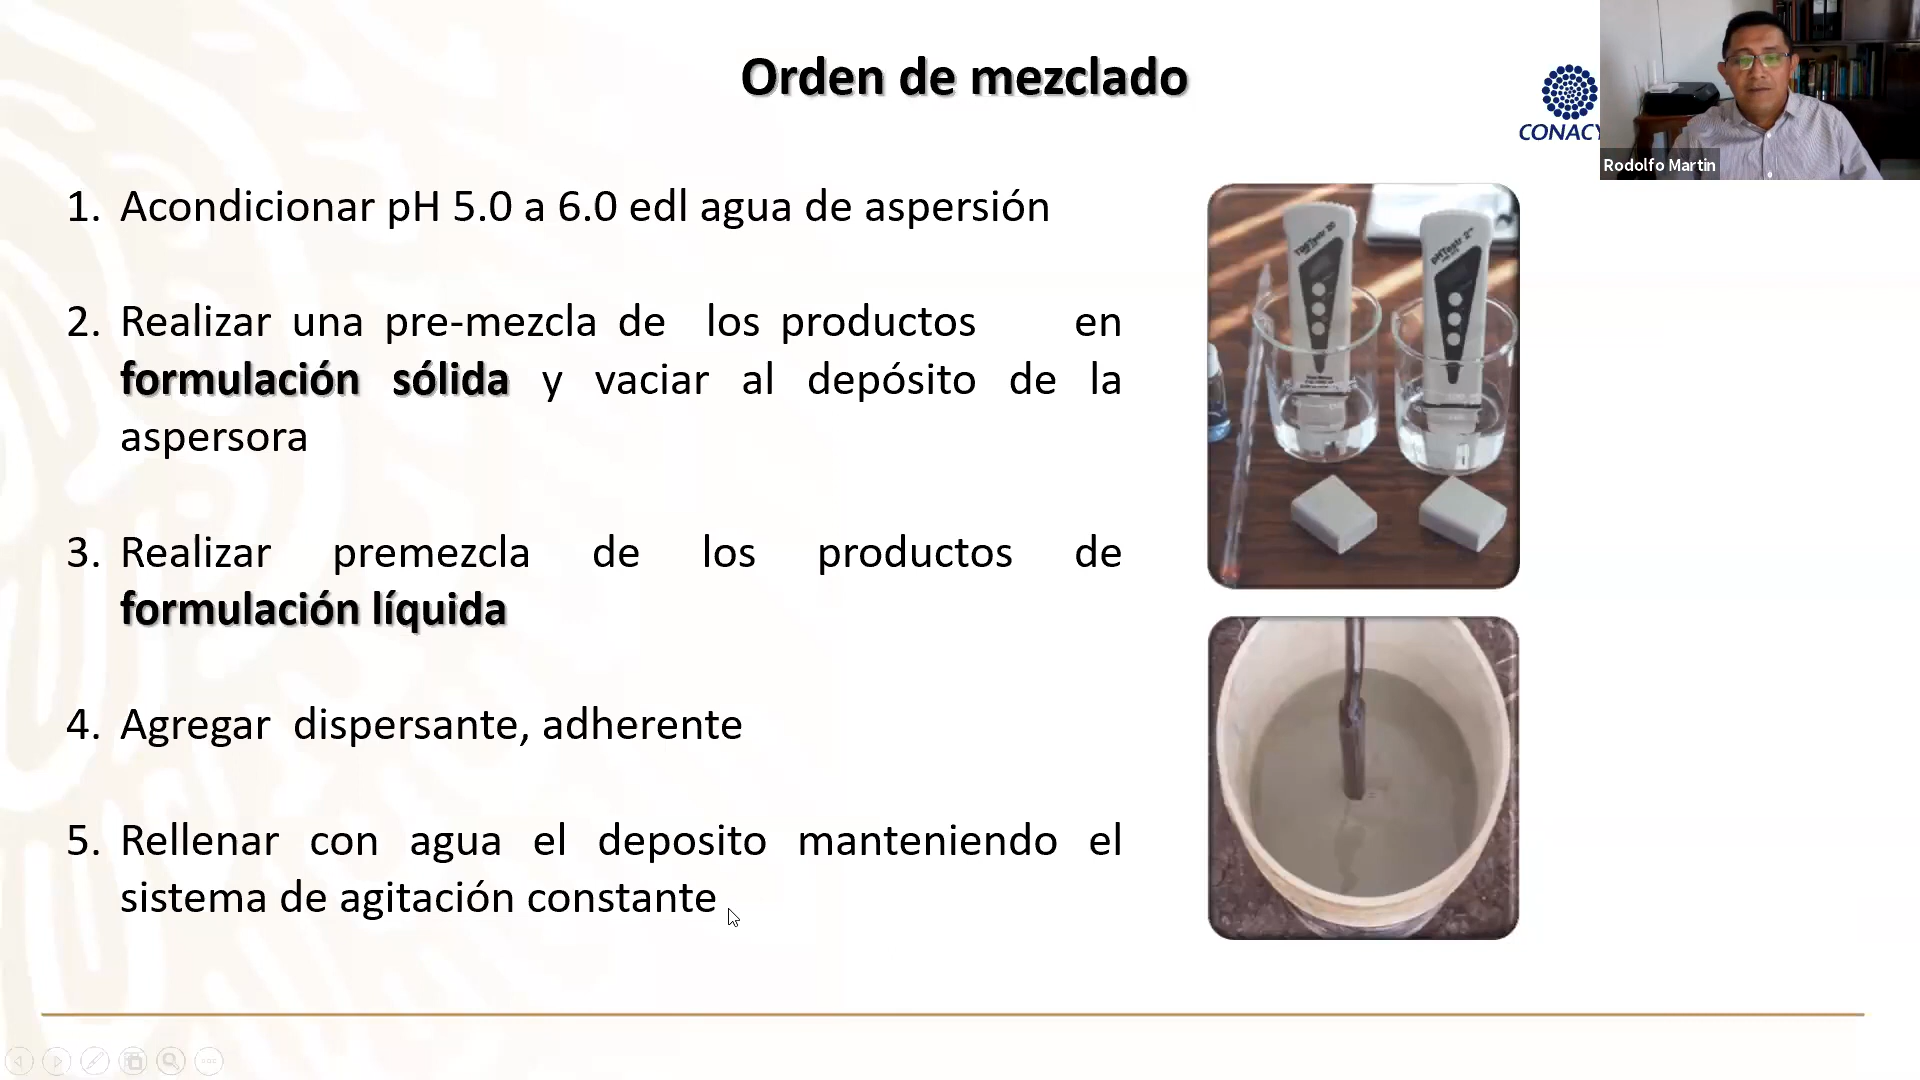 Orden de mezclado
CONACY
Rodolfo Martin
1. Acondicionar pH 5.0 a 6.0 edl agua de aspersión
2. Realizar una pre-mezcla de los productos en
formulación sólida y vaciar al depósito de la
aspersora
3. Realizar premezcla de los productos de
formulación líquida
4. Agregar dispersante, adherente
5. Rellenar con agua el deposito manteniendo el
sistema de agitación constante